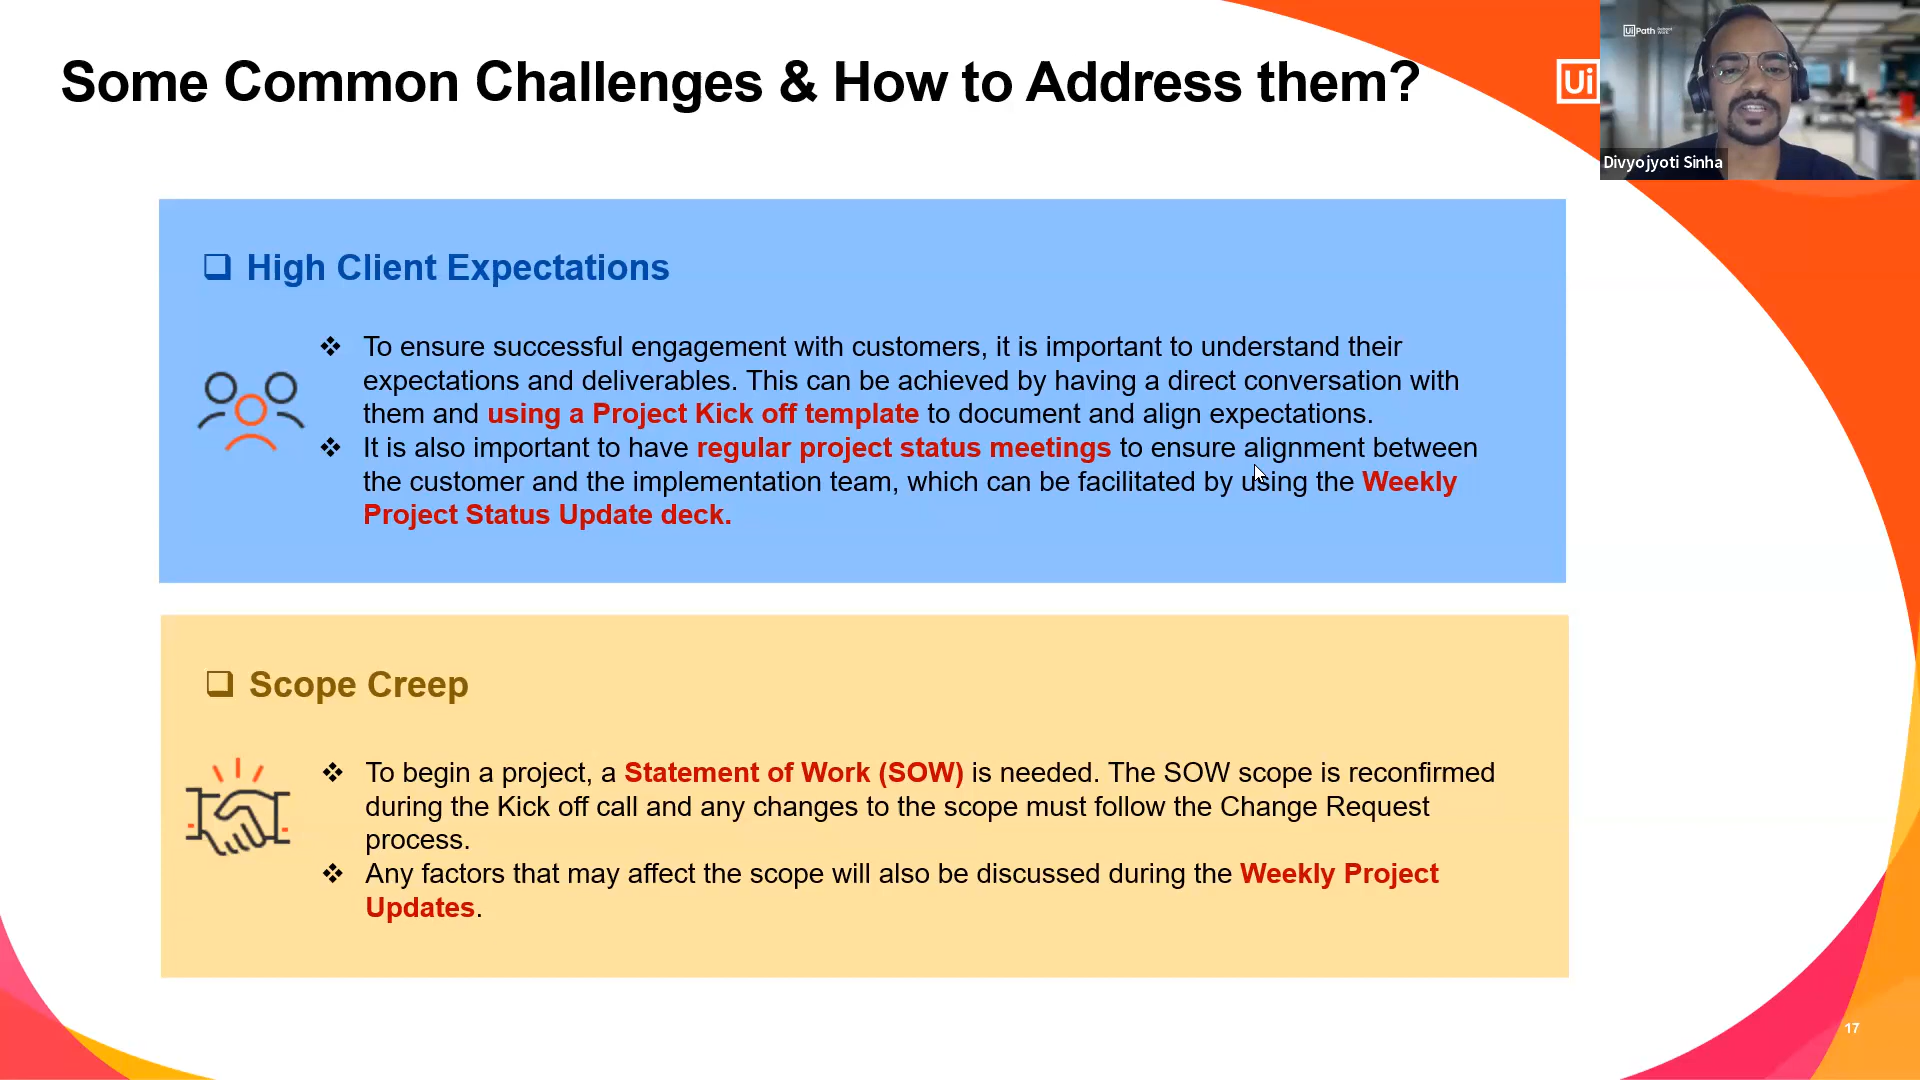 Some Common Challenges & How to Address them?
Ui
UiPath
Divyojyoti Sinha
High Client Expectations
To ensure successful engagement with customers, it is important to understand their
expectations and deliverables. This can be achieved by having a direct conversation with
them and using a Project Kick off template to document and align expectations.
It is also important to have regular project status meetings to ensure alignment between
the customer and the implementation team, which can be facilitated by using the Weekly
Project Status Update deck.
Scope Creep
To begin a project, a Statement of Work (SOW) is needed. The SOW scope is reconfirmed
during the Kick off call and any changes to the scope must follow the Change Request
process.
Any factors that may affect the scope will also be discussed during the Weekly Project
Updates.
17